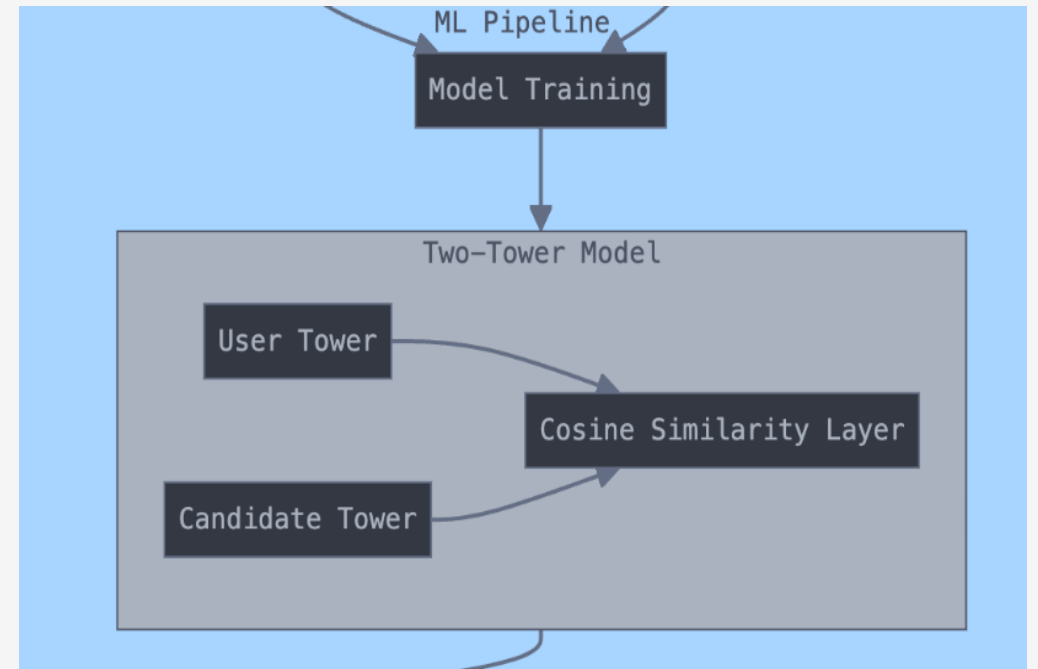 ML Pipeline
Model Training
Two-Tower Model
User Tower
Cosine Similarity Layer
Candidate Tower